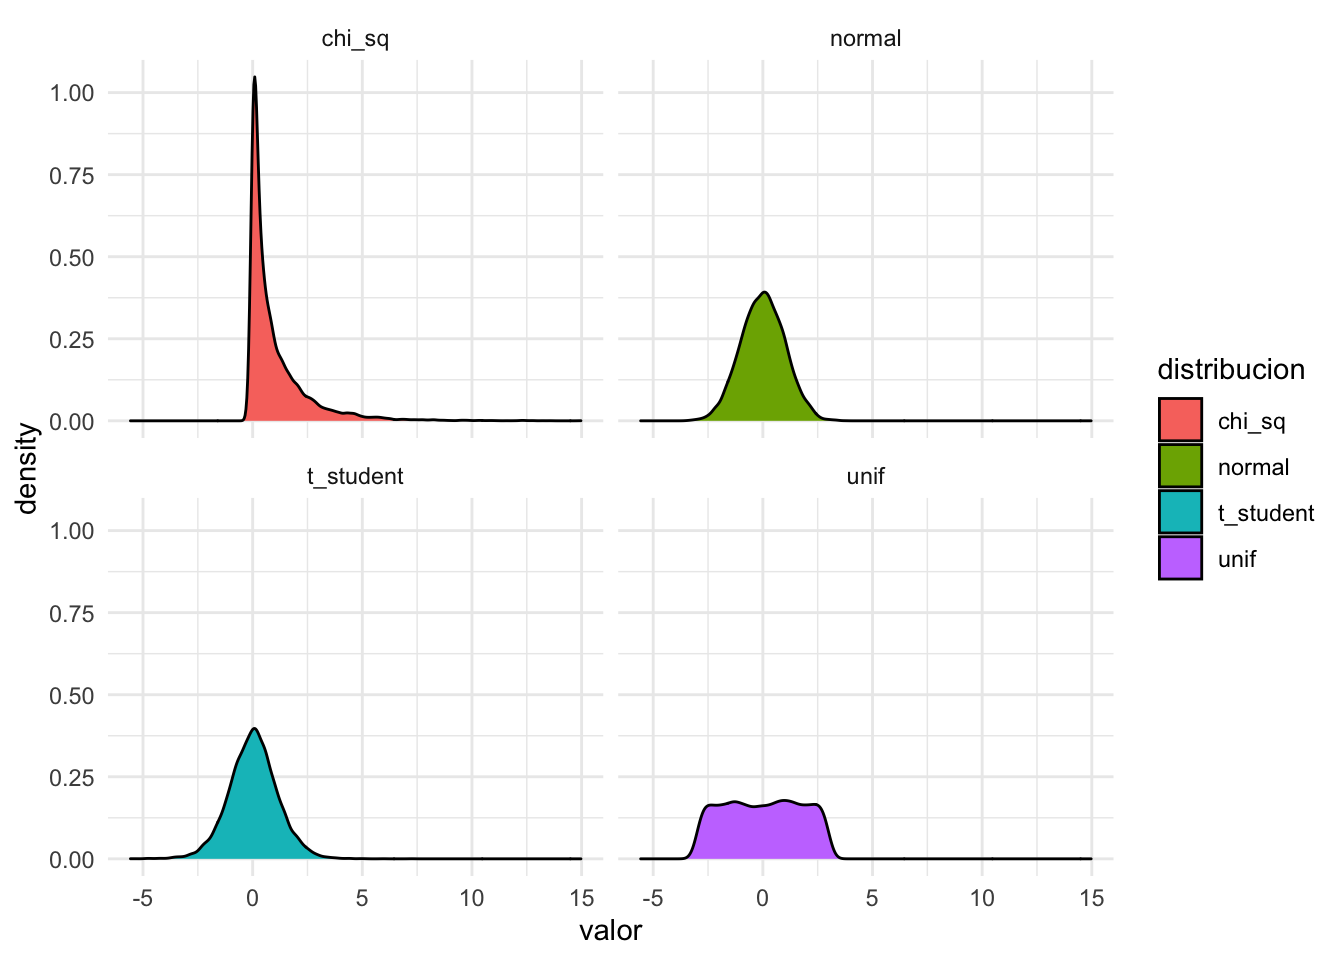 chi_sq
normal
1.00
0.75
0.50
0.25
0.00
t_student
unif
1.00
0.75
0.50
0.25
0.00
-5 0 5 10 15
-5 0 5 10 15
valor
density
distribucion
chi_sq
normal
t_student
unif